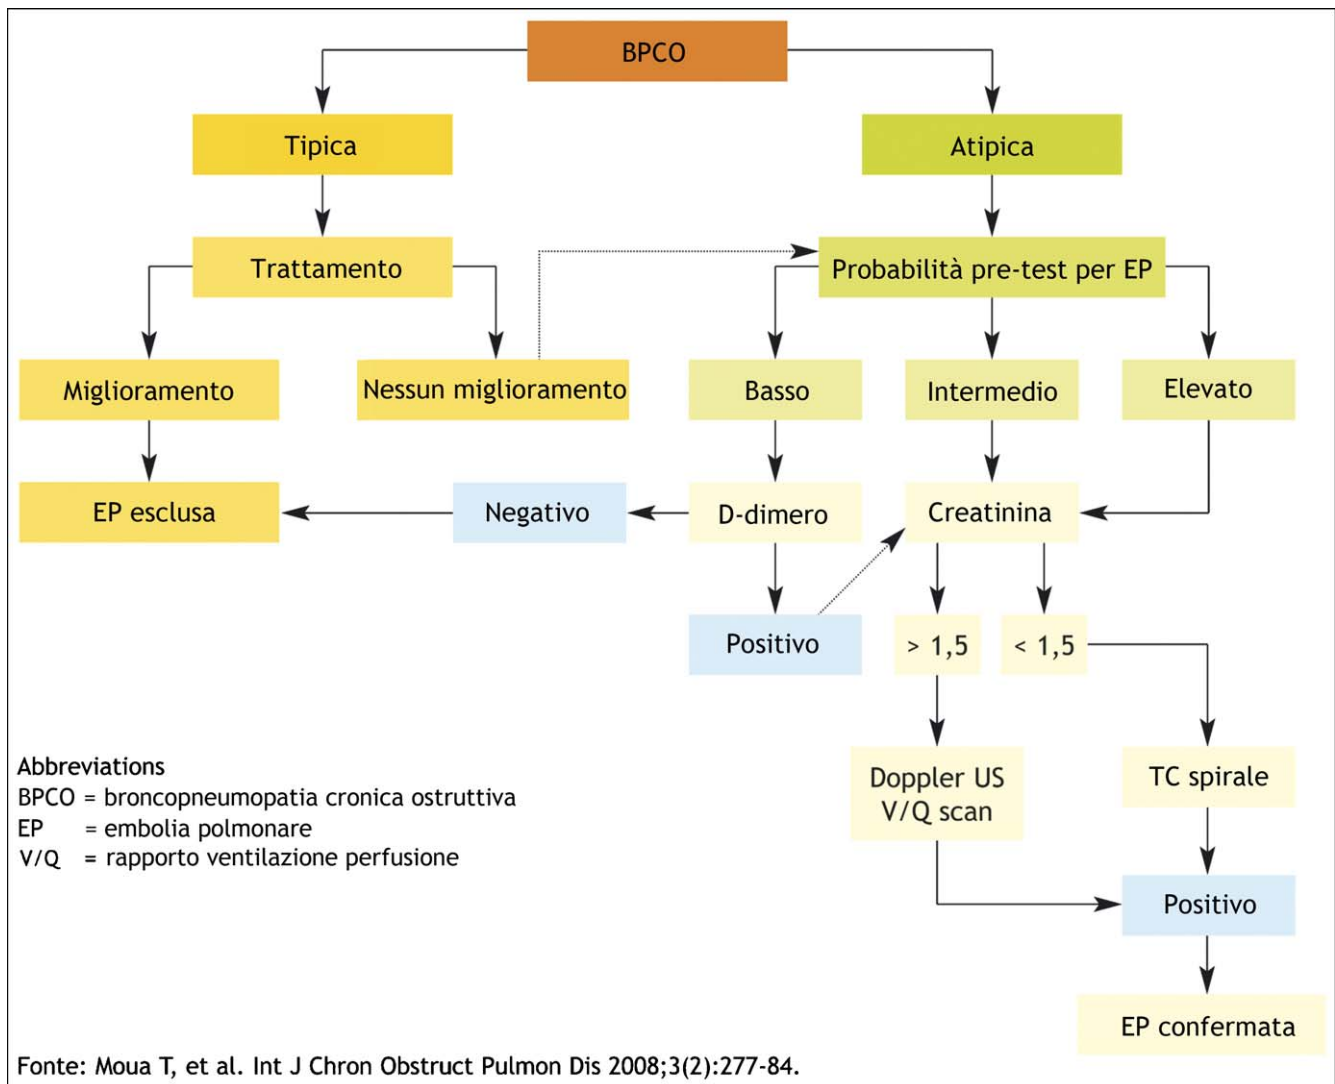 BPCO
Tipica
Atipica
Trattamento
Probabilità pre-test per EP
Miglioramento
Nessun miglioramento
Basso
Intermedio
Elevato
EP esclusa
Negativo
D-dimero
Creatinina
Positivo
> 1,5
< 1,5
Doppler US
V/Q scan
TC spirale
Positivo
EP confermata
Abbreviations
BPCO = broncopneumopatia cronica ostruttiva
EP = embolia polmonare
V/Q = rapporto ventilazione perfusione
Fonte: Moua T, et al. Int J Chron Obstruct Pulmon Dis 2008;3(2):277-84.